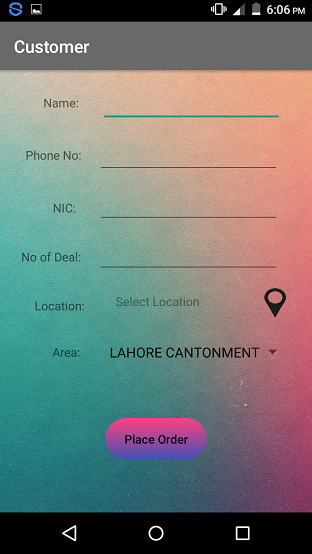 6:06 PM
Customer
Name:
Phone No:
NIC:
No of Deal:
Location: Select Location
Area: LAHORE CANTONMENT
Place Order